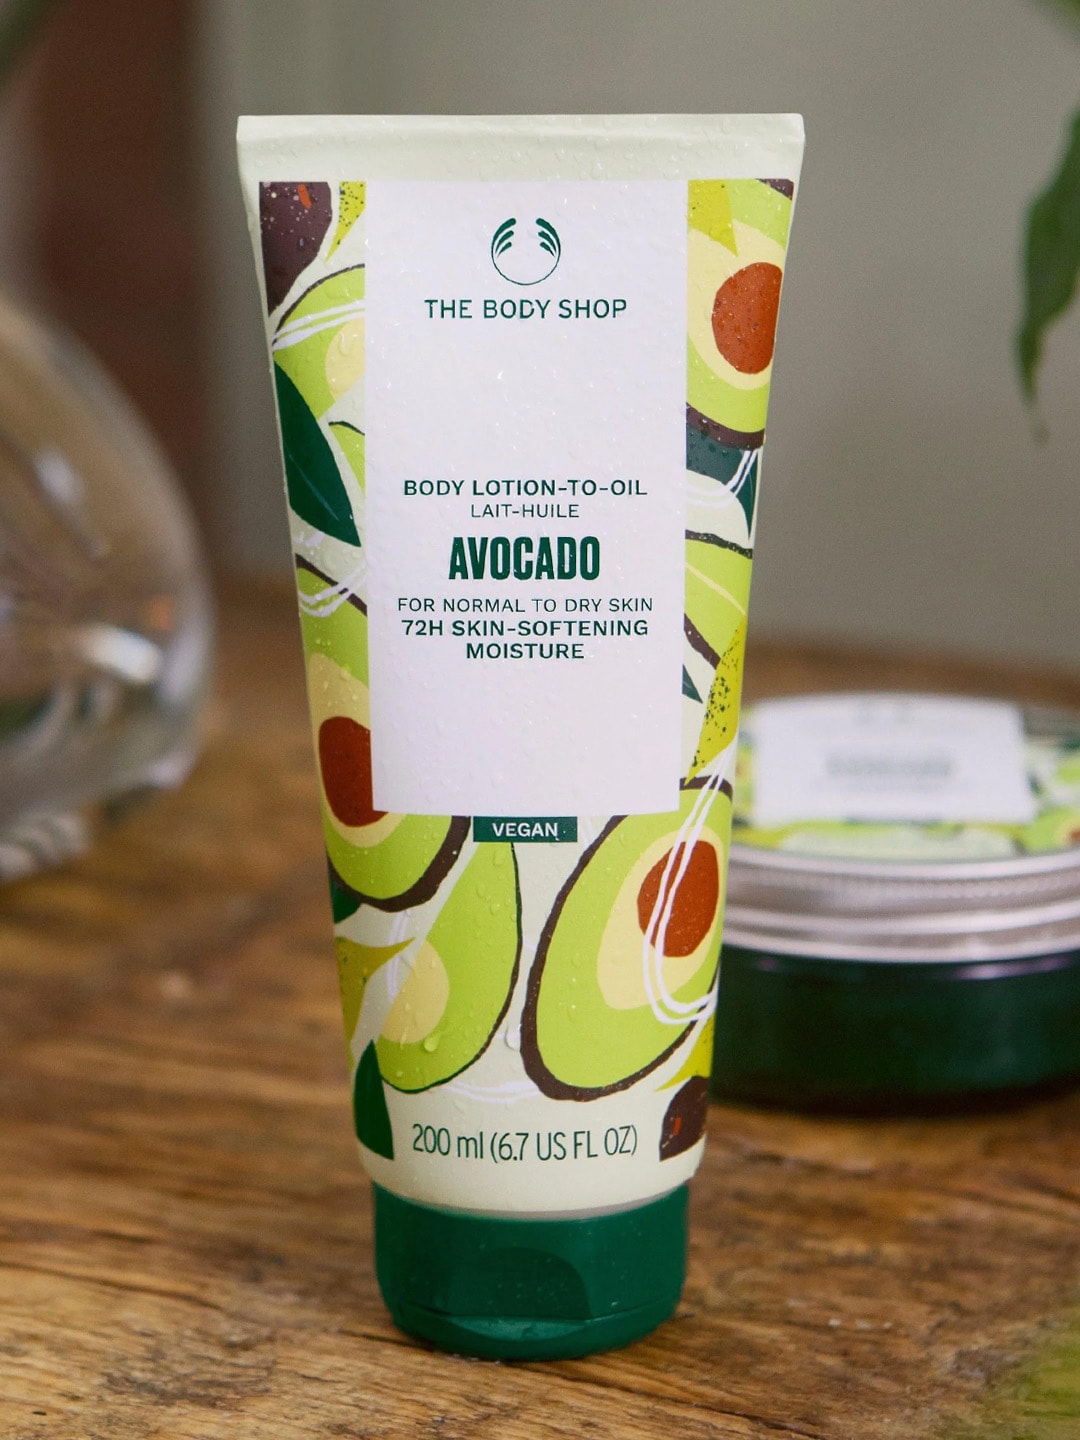 THE BODY SHOP
BODY LOTION-TO-OIL
LAIT-HUILE
AVOCADO
FOR NORMAL TO DRY SKIN
72H SKIN-SOFTENING
MOISTURE
VEGAN
200 ml (6.7 US FL OZ)